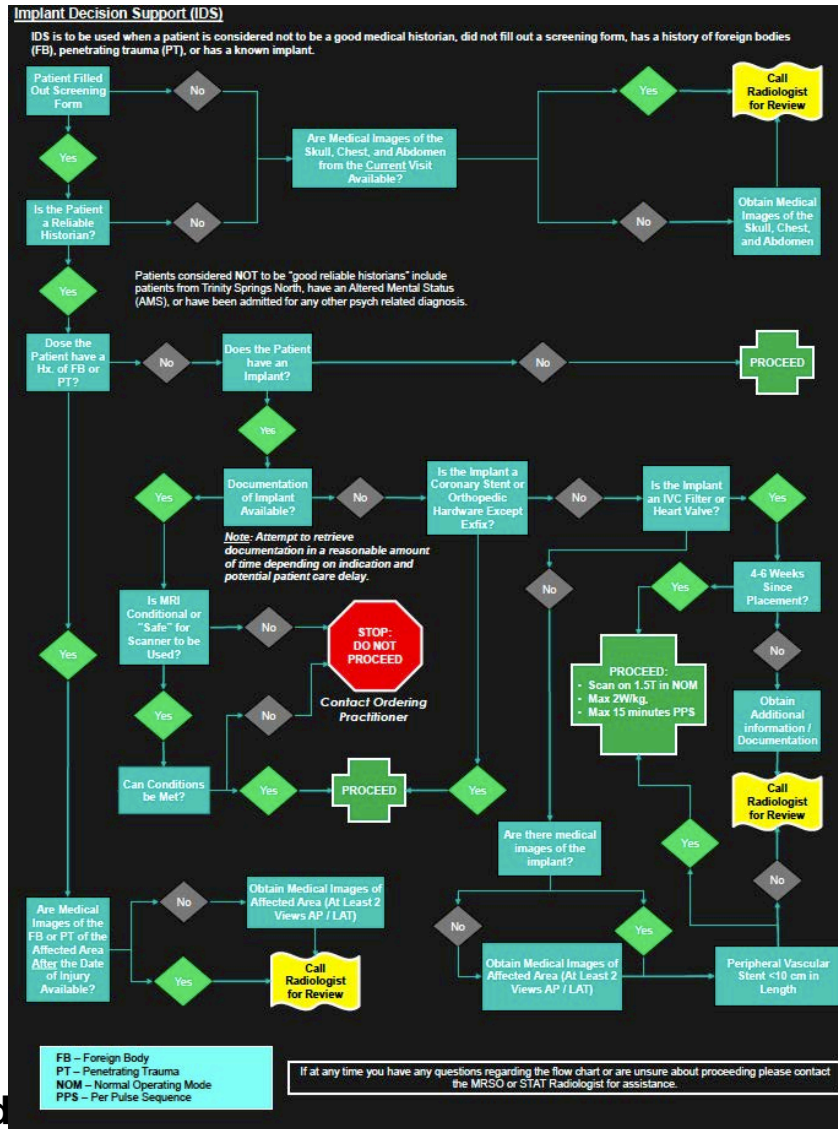 Implant Decision Support (IDS)
IDS is to be used when a patient is considered not to be a good medical historian, did not fill out a screening form, has a history of foreign bodies
(FB), penetrating trauma (PT), or has a known implant.
Patient Filled
Out Screening
Form
No
Yes
Call
Radiologist
for Review
Are Medical Images of the
Skull, Chest, and Abdomen
from the Current Visit
Available?
Yes
Is the Patient
a Reliable
Historian?
No
No
Obtain Medical
Images of the
Skull, Chest,
and Abdomen
Yes
Patients considered NOT to be "good reliable historians" include
patients from Trinity Springs North, have an Altered Mental Status
(AMS), or have been admitted for any other psych related diagnosis.
Dose the
Patient have a
Hx. of FB or
PT?
No
Does the Patient
have an
Implant?
No
PROCEED
Yes
Yes
Documentation
of Implant
Available?
No
Is the Implant a
Coronary Stent or
Orthopedic
Hardware Except
Exfix?
No
Is the Implant
an IVC Filter or
Heart Valve?
Yes
Note: Attempt to retrieve
documentation in a reasonable amount
of time depending on indication and
potential patient care delay.
Is MRI
Conditional or
"Safe" for
Scanner to be
Used?
No
STOP:
DO NOT
PROCEED
Contact Ordering
Practitioner
No
Yes
4-6 Weeks
Since
Placement?
Yes
Yes
No
PROCEED:
· Scan on 1.5T in NOM
· Max 2W/kg,
· Max 15 minutes PPS
No
Obtain
Additional
information /
Documentation
Can Conditions
be Met?
Yes
PROCEED
Yes
Call
Radiologist
for Review
Are there medical
images of the
implant?
Yes
No
Are Medical
Images of the
FB or PT of the
Affected Area
After the Date
of Injury
Available?
No
Obtain Medical Images of
Affected Area (At Least 2
Views AP / LAT)
Yes
Call
Radiologist
for Review
No
Yes
Obtain Medical Images of
Affected Area (At Least 2
Views AP / LAT)
Peripheral Vascular
Stent <10 cm in
Length
FB – Foreign Body
PT – Penetrating Trauma
NOM – Normal Operating Mode
PPS – Per Pulse Sequence
If at any time you have any questions regarding the flow chart or are unsure about proceeding please contact
the MRSO or STAT Radiologist for assistance.
d